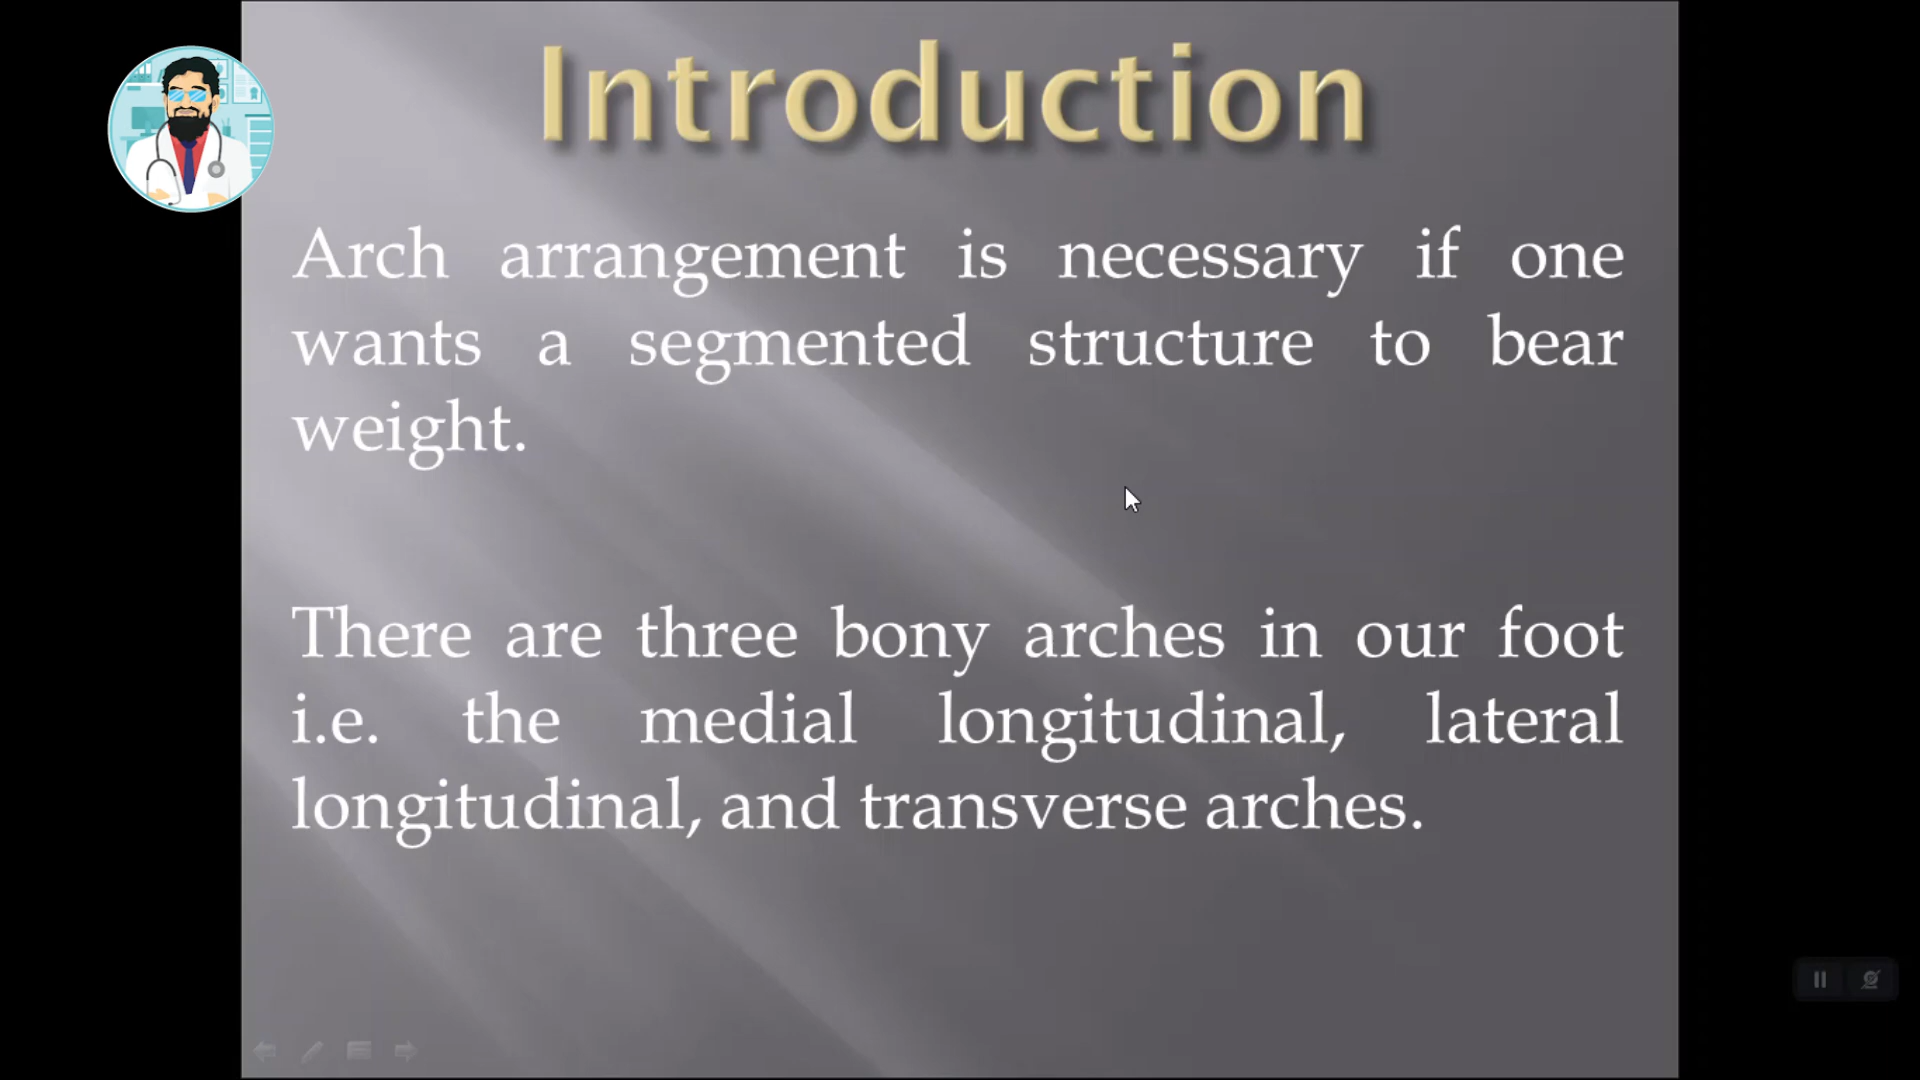 Introduction
Arch arrangement is necessary if one
wants a segmented structure to bear
weight.
There are three bony arches in our foot
i.e. the medial longitudinal, lateral
longitudinal, and transverse arches.